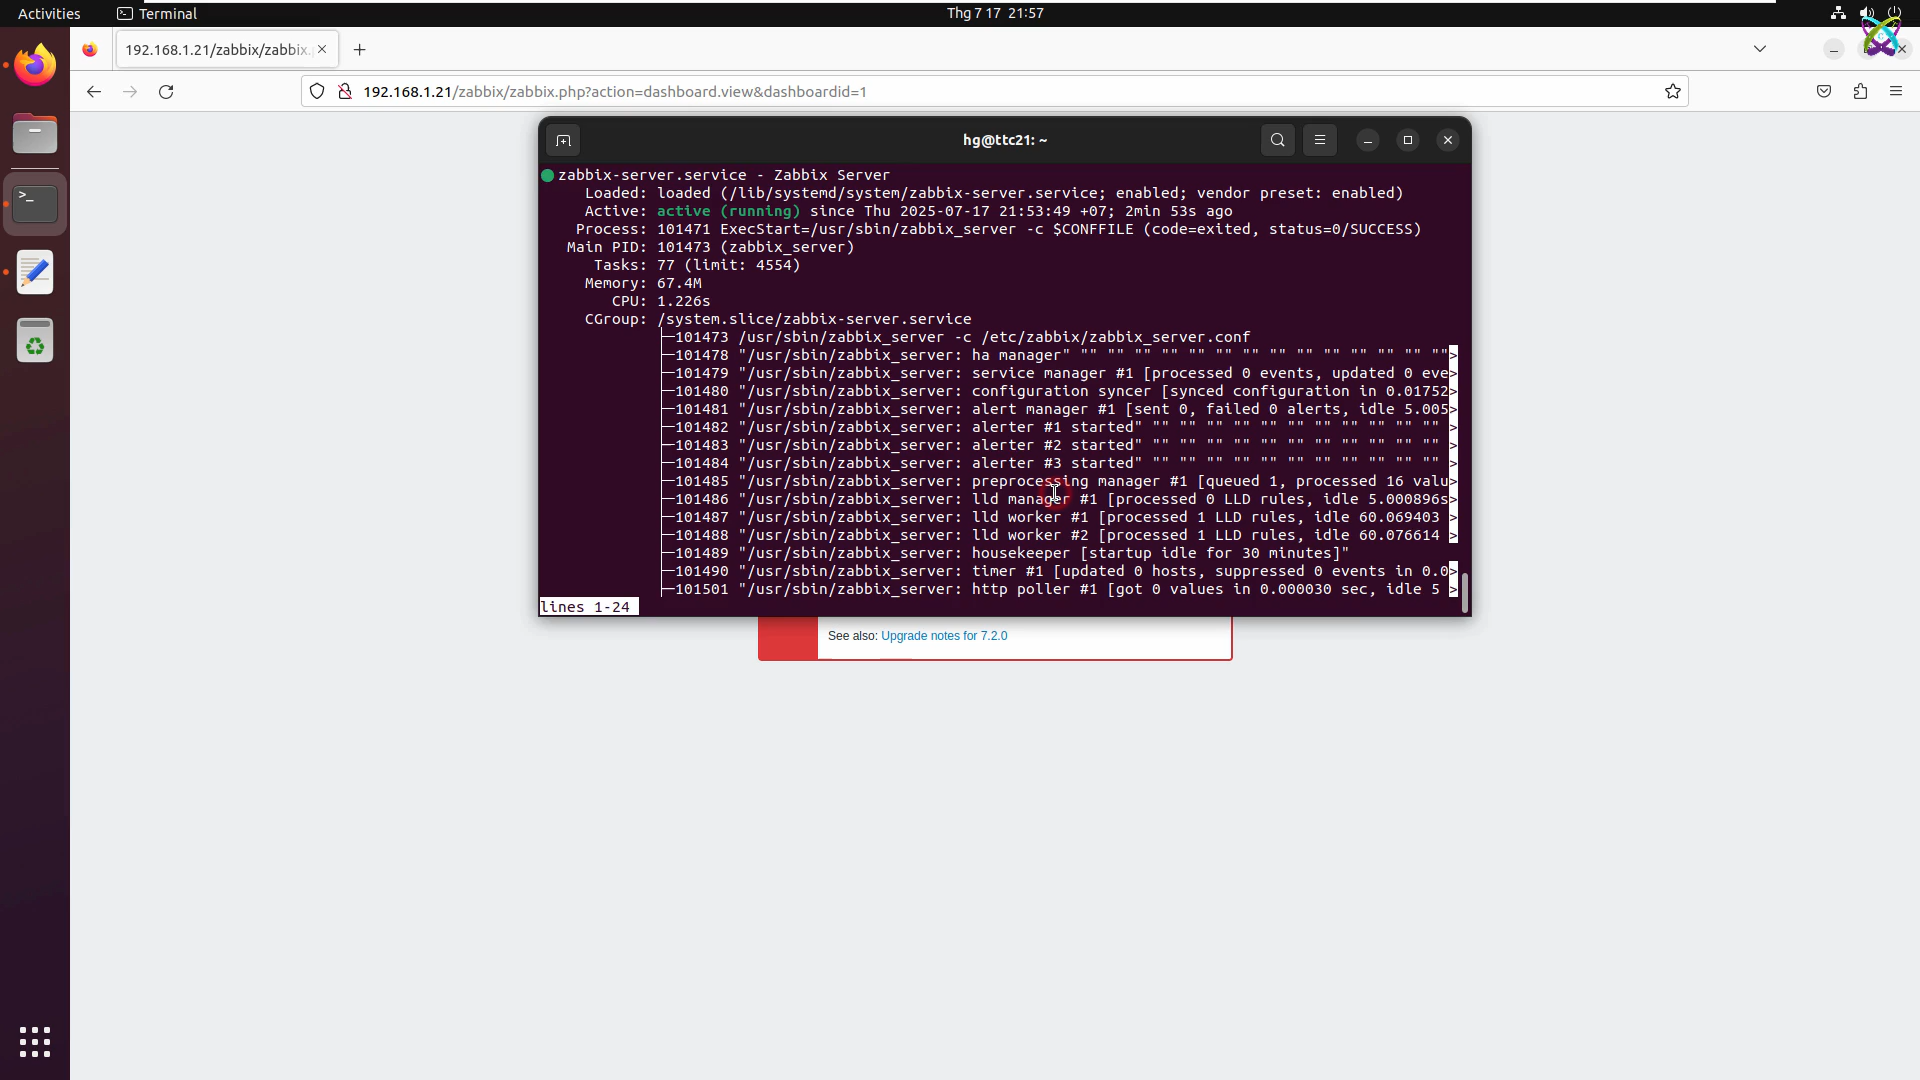 Activities
Terminal
Thg 7 17 21:57
192.168.1.21/zabbix/zabbix.
192.168.1.21/zabbix/zabbix.php?action=dashboard.view&dashboardid=1
hg@ttc21: ~
zabbix-server.service - Zabbix Server
Loaded: loaded (/lib/systemd/system/zabbix-server.service; enabled; vendor preset: enabled)
Active: active (running) since Thu 2025-07-17 21:53:49 +07; 2min 53s ago
Process: 101471 ExecStart=/usr/sbin/zabbix_server -c $CONFFILE (code=exited, status=0/SUCCESS)
Main PID: 101473 (zabbix_server)
Tasks: 77 (limit: 4554)
Memory: 67.4M
CPU: 1.226s
CGroup: /system.slice/zabbix-server.service
├─101473 /usr/sbin/zabbix_server -c /etc/zabbix/zabbix_server.conf
├─101478 "/usr/sbin/zabbix_server: ha manager" "" "" "" "" "" "" "" "" "" "" "" "" "" "">
├─101479 "/usr/sbin/zabbix_server: service manager #1 [processed 0 events, updated 0 eve>
├─101480 "/usr/sbin/zabbix_server: configuration syncer [synced configuration in 0.01752>
├─101481 "/usr/sbin/zabbix_server: alert manager #1 [sent 0, failed 0 alerts, idle 5.005>
├─101482 "/usr/sbin/zabbix_server: alerter #1 started" "" "" "" "" "" "" "" "" "" "" "" >
├─101483 "/usr/sbin/zabbix_server: alerter #2 started" "" "" "" "" "" "" "" "" "" "" "" >
├─101484 "/usr/sbin/zabbix_server: alerter #3 started" "" "" "" "" "" "" "" "" "" "" "" >
├─101485 "/usr/sbin/zabbix_server: preprocessing manager #1 [queued 1, processed 16 valu>
├─101486 "/usr/sbin/zabbix_server: lld manager #1 [processed 0 LLD rules, idle 5.000896s>
├─101487 "/usr/sbin/zabbix_server: lld worker #1 [processed 1 LLD rules, idle 60.069403 >
├─101488 "/usr/sbin/zabbix_server: lld worker #2 [processed 1 LLD rules, idle 60.076614 >
├─101489 "/usr/sbin/zabbix_server: housekeeper [startup idle for 30 minutes]"
├─101490 "/usr/sbin/zabbix_server: timer #1 [updated 0 hosts, suppressed 0 events in 0.0>
├─101501 "/usr/sbin/zabbix_server: http poller #1 [got 0 values in 0.000030 sec, idle 5 >
lines 1-24
See also: Upgrade notes for 7.2.0